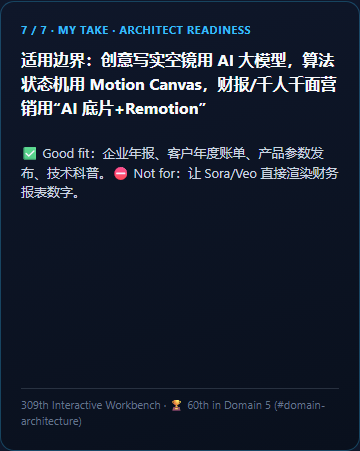 7 / 7 · MY TAKE · ARCHITECT READINESS
适用边界：创意写实空镜用 AI 大模型，算法
状态机用 Motion Canvas，财报/千人千面营
销用“AI 底片+Remotion”
✅ Good fit：企业年报、客户年度账单、产品参数发
布、技术科普。⛔ Not for：让 Sora/Veo 直接渲染财务
报表数字。
309th Interactive Workbench · 🏆 60th in Domain 5 (#domain-
architecture)